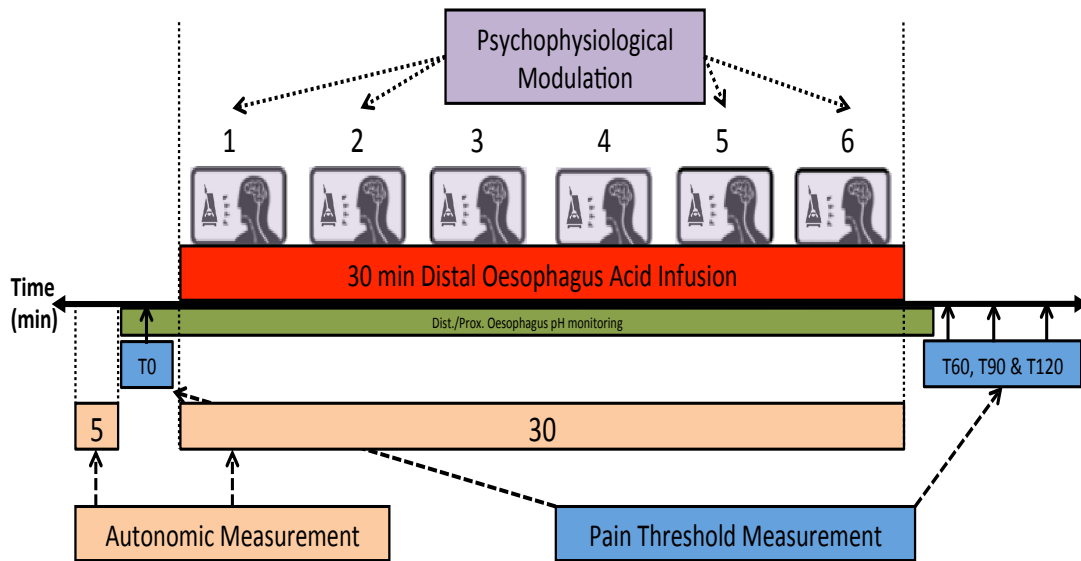 Psychophysiological
Modulation
1 2 3 4 5 6
30 min Distal Oesophagus Acid Infusion
Time
(min)
Dist./Prox. Oesophagus pH monitoring
T0
T60, T90 & T120
5
30
Autonomic Measurement
Pain Threshold Measurement